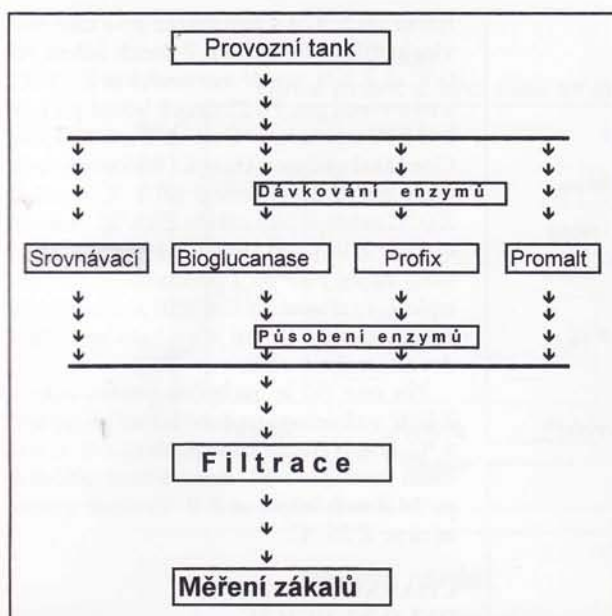 Provozní tank
Dávkování enzymů
Srovnávací Bioglucanase Profix Promalt
Působení enzymů
Filtrace
Měření zákalů